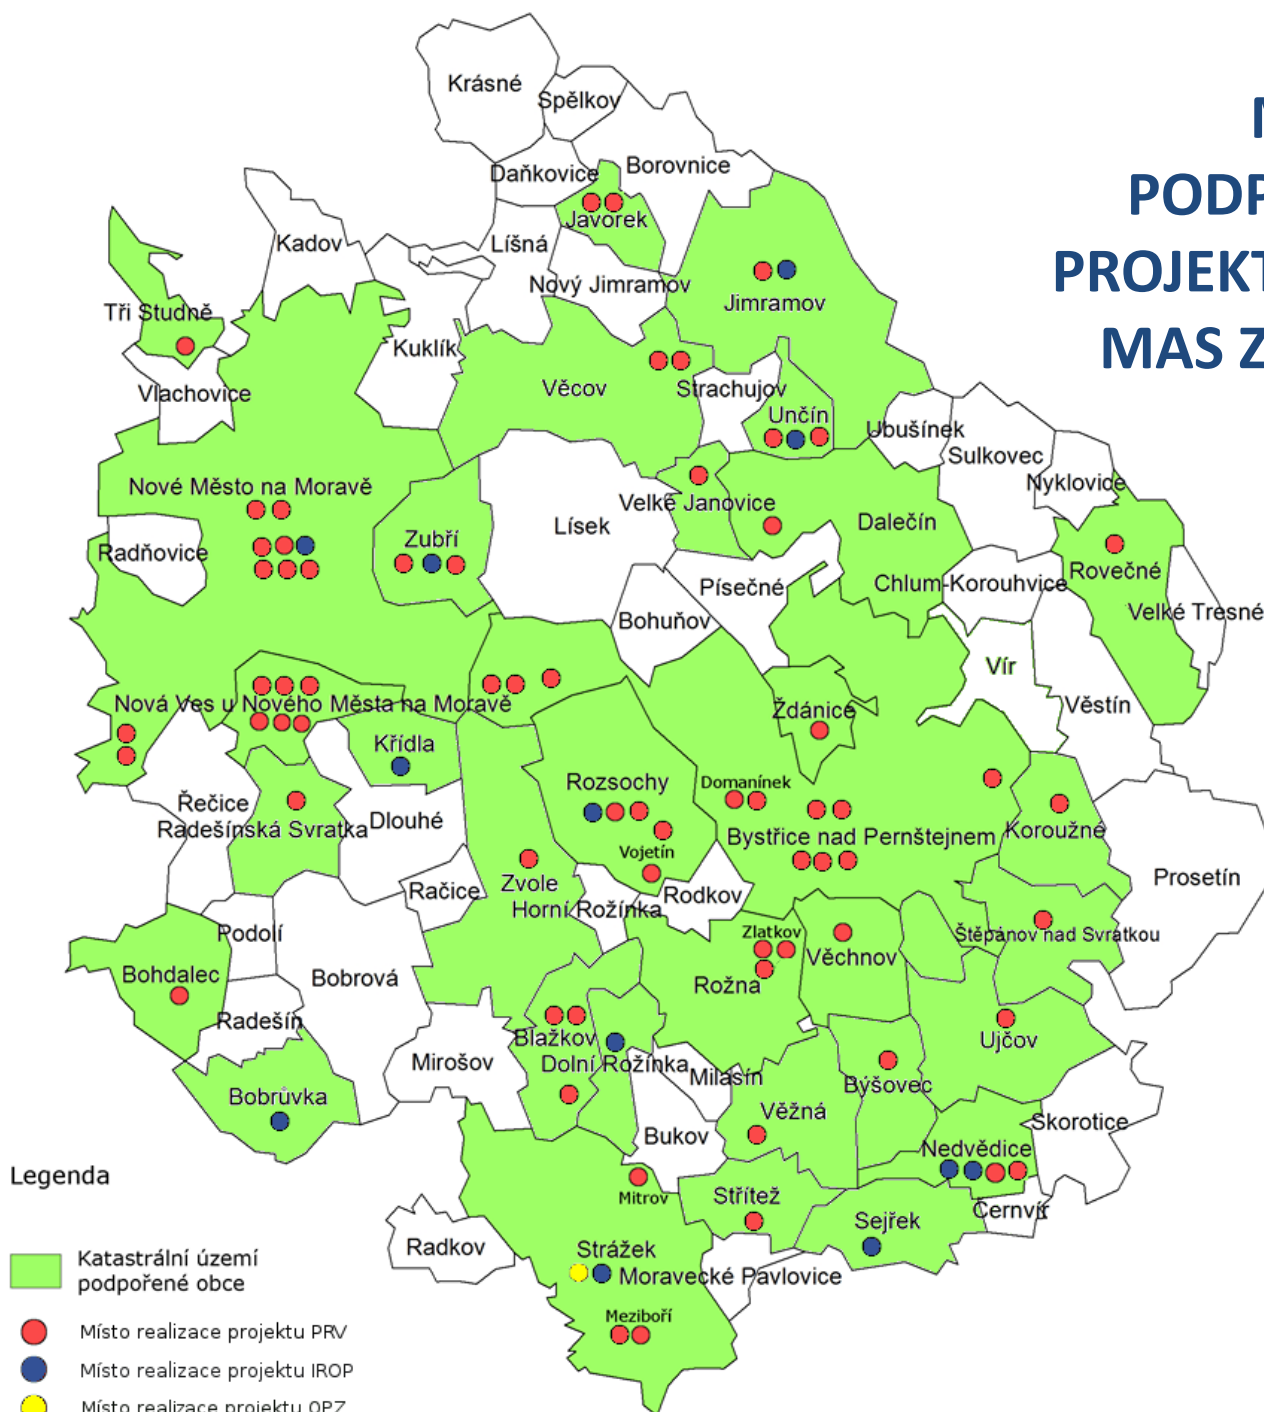 PROJEKT
MAS Z
Krásné
Spělkov
Daňkovice
Borovnice
Javorek
Kadov
Líšná
Nový Jimramov
Jimramov
Tři Studně
Kuklík
Vlachovice
Věcov
Strachujov
Unčín
Ubušínek
Sulkovec
Nyklovice
Nové Město na Moravě
Velké Janovice
Radňovice
Zubří
Lísek
Dalečín
Rovečné
Písečné
Chlum-Korouhvice
Velké Tresné
Bohuňov
Vír
Nová Ves u Nového Města na Moravě
Ždánice
Věstín
Křídla
Rozsochy
Domanínek
Řečice
Radešínská Svratka
Dlouhé
Bystřice nad Pernštejnem
Koroužné
Vojetín
Prosetín
Račice
Zvole
Horní Rožínka
Rodkov
Podolí
Zlatkov
Štěpánov nad Svratkou
Věchnov
Bohdalec
Bobrová
Rožná
Radešín
Blažkov
Ujčov
Mirošov
Dolní Rožínka
Milasín
Býšovec
Bobrůvka
Věžná
Skorotice
Bukov
Nedvědice
Mitrov
Střítež
Černvír
Sejřek
Radkov
Strážek
Moravecké Pavlovice
Meziboří
Legenda
Katastrální území
podpořené obce
Místo realizace projektu PRV
Místo realizace projektu IROP
Místo realizace projektu OPZ